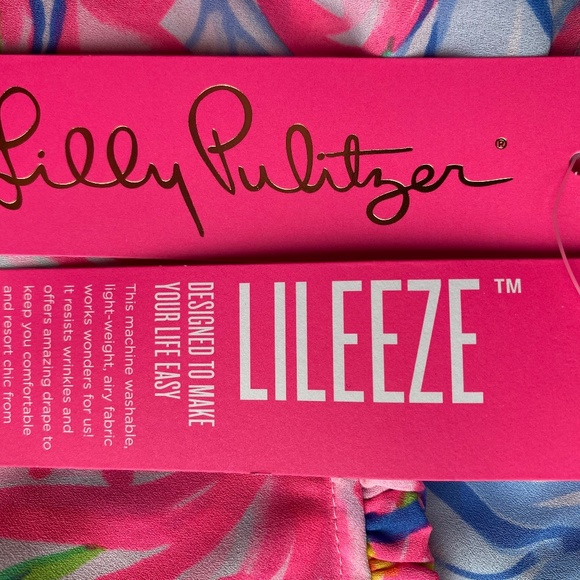 Lilly Pulitzer®
LILEEZE™
DESIGNED TO MAKE
YOUR LIFE EASY
This machine washable,
light-weight, airy fabric
works wonders for us!
It resists wrinkles and
offers amazing drape to
keep you comfortable
and resort chic from